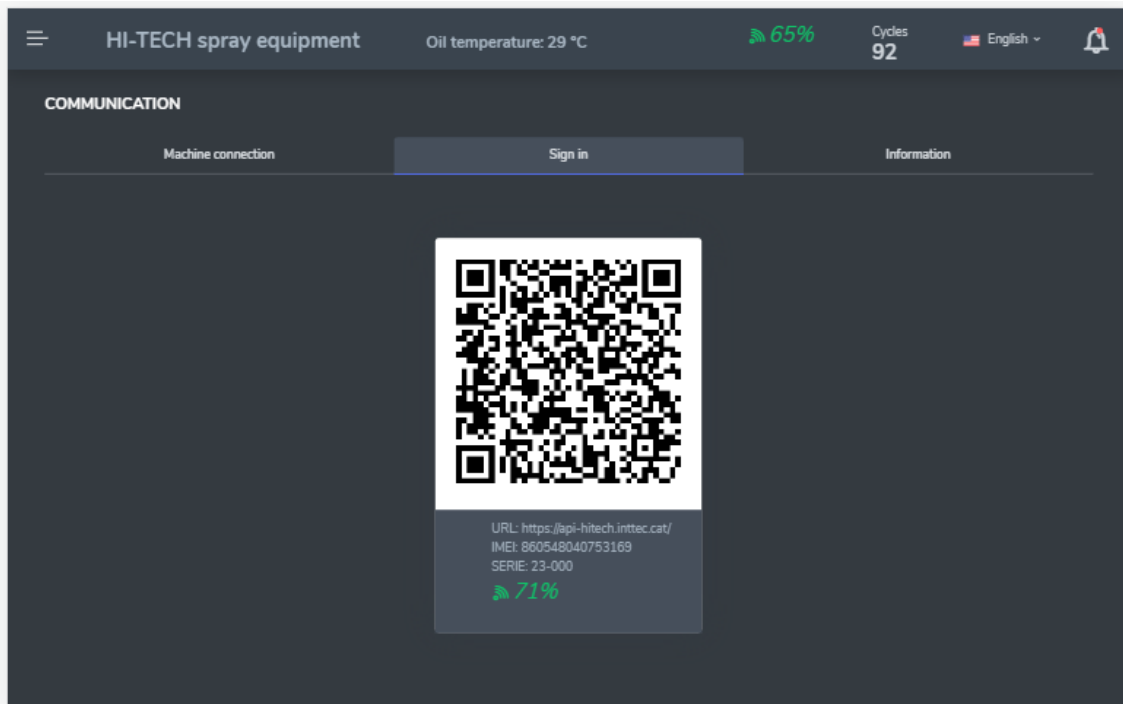 HI-TECH spray equipment
Oil temperature: 29 °C
65%
Cycles
92
English
COMMUNICATION
Machine connection
Sign in
Information
URL: https://api-hitech.inttec.cat/
IMEI: 860548040753169
SERIE: 23-000
71%